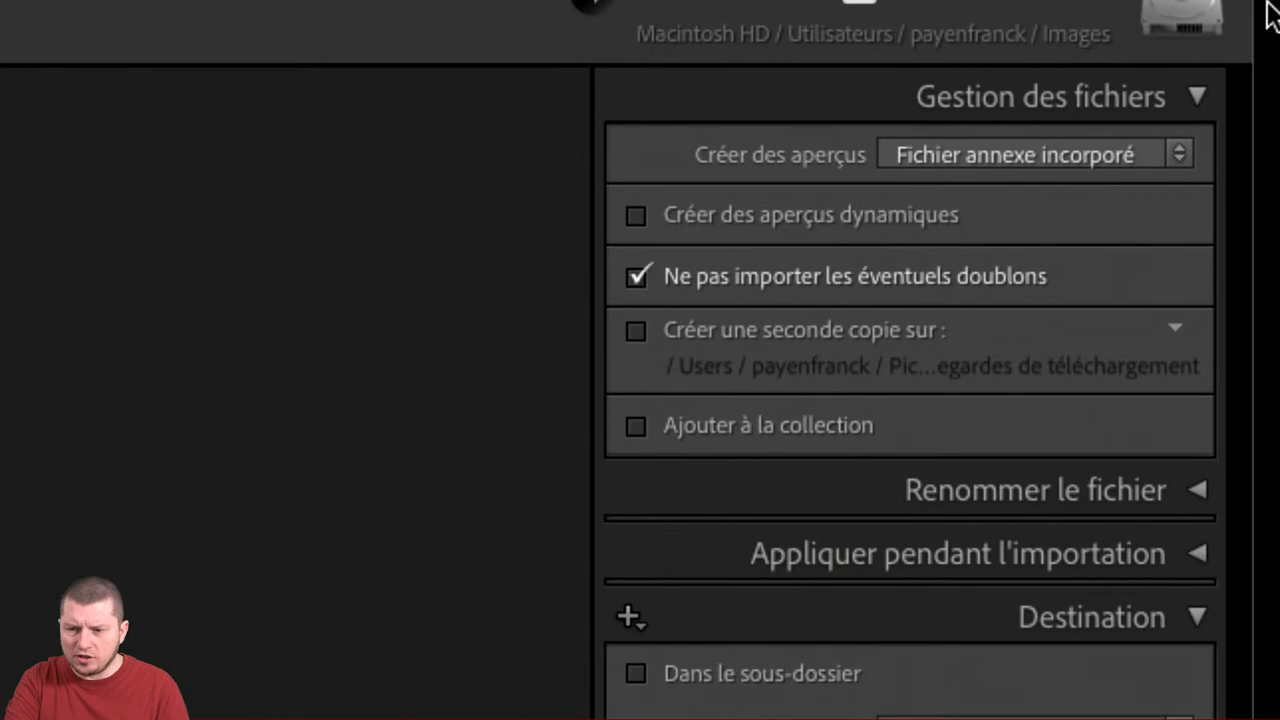 Macintosh HD / Utilisateurs / payenfranck / Images
Gestion des fichiers
Créer des aperçus Fichier annexe incorporé
Créer des aperçus dynamiques
Ne pas importer les éventuels doublons
Créer une seconde copie sur :
/ Users / payenfranck / Pic...egardes de téléchargement
Ajouter à la collection
Renommer le fichier
Appliquer pendant l'importation
Destination
Dans le sous-dossier